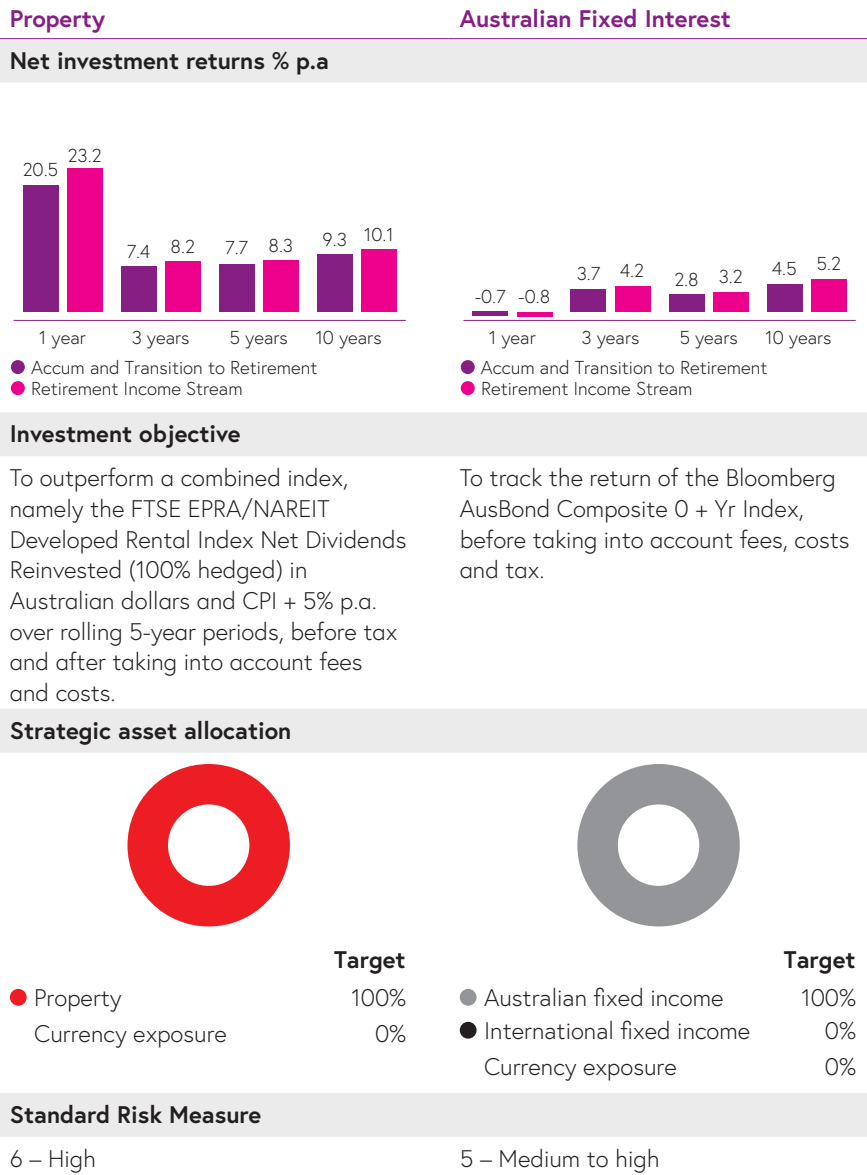 Property
Australian Fixed Interest
Net investment returns % p.a
20.5 23.2
7.4 8.2 7.7 8.3 9.3 10.1
1 year 3 years 5 years 10 years
Accum and Transition to Retirement
Retirement Income Stream
-0.7 -0.8 3.7 4.2 2.8 3.2 4.5 5.2
1 year 3 years 5 years 10 years
Accum and Transition to Retirement
Retirement Income Stream
Investment objective
To outperform a combined index,
namely the FTSE EPRA/NAREIT
Developed Rental Index Net Dividends
Reinvested (100% hedged) in
Australian dollars and CPI + 5% p.a.
over rolling 5-year periods, before tax
and after taking into account fees
and costs.
To track the return of the Bloomberg
AusBond Composite 0 + Yr Index,
before taking into account fees, costs
and tax.
Strategic asset allocation
Target
Property 100%
Currency exposure 0%
Target
Australian fixed income 100%
International fixed income 0%
Currency exposure 0%
Standard Risk Measure
6 – High
5 – Medium to high